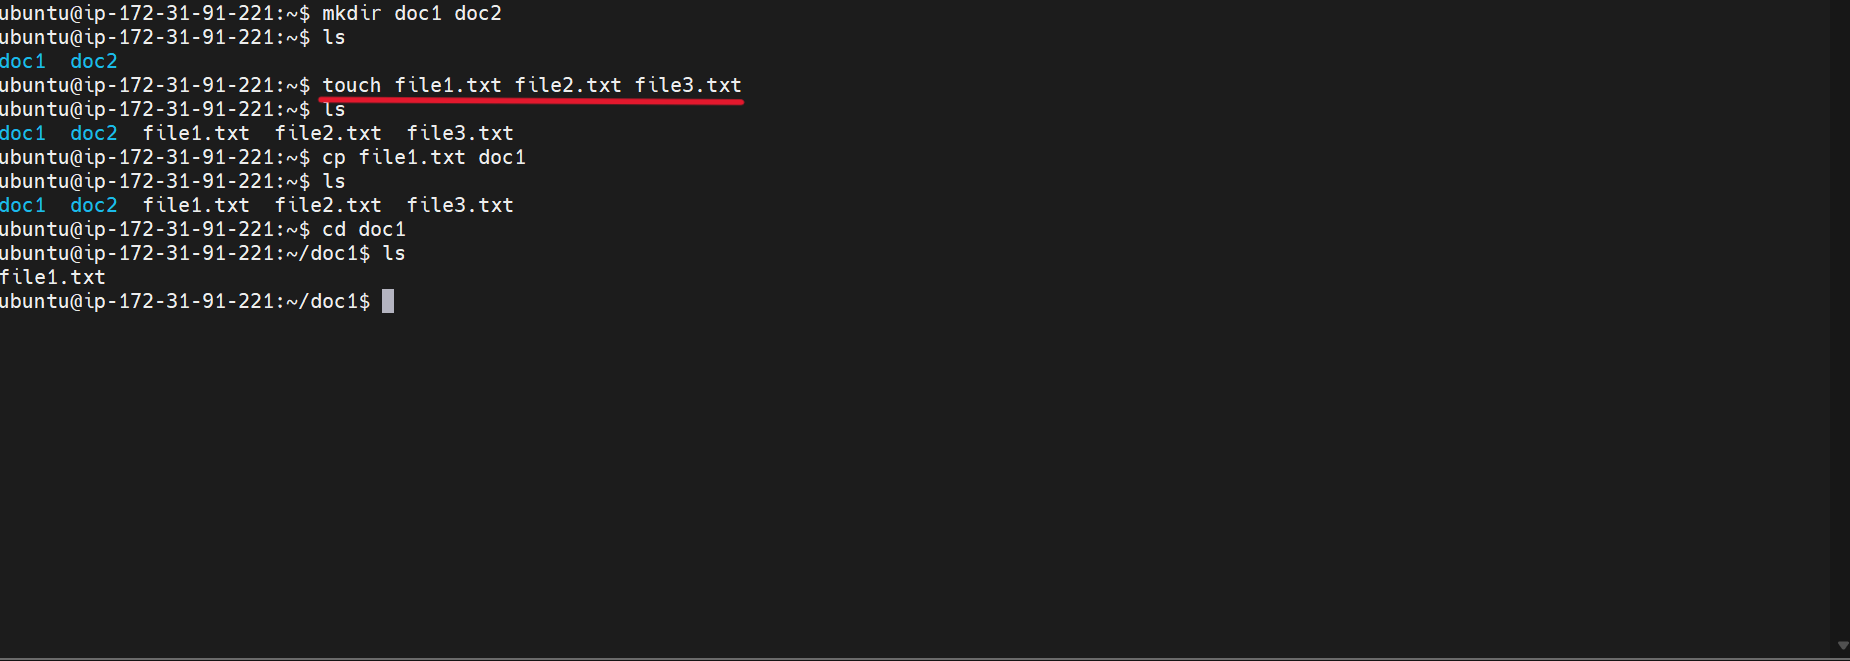 ubuntu@ip-172-31-91-221:~$ mkdir doc1 doc2
ubuntu@ip-172-31-91-221:~$ ls
doc1  doc2
ubuntu@ip-172-31-91-221:~$ touch file1.txt file2.txt file3.txt
ubuntu@ip-172-31-91-221:~$ ls
doc1  doc2  file1.txt  file2.txt  file3.txt
ubuntu@ip-172-31-91-221:~$ cp file1.txt doc1
ubuntu@ip-172-31-91-221:~$ ls
doc1  doc2  file1.txt  file2.txt  file3.txt
ubuntu@ip-172-31-91-221:~$ cd doc1
ubuntu@ip-172-31-91-221:~/doc1$ ls
file1.txt
ubuntu@ip-172-31-91-221:~/doc1$